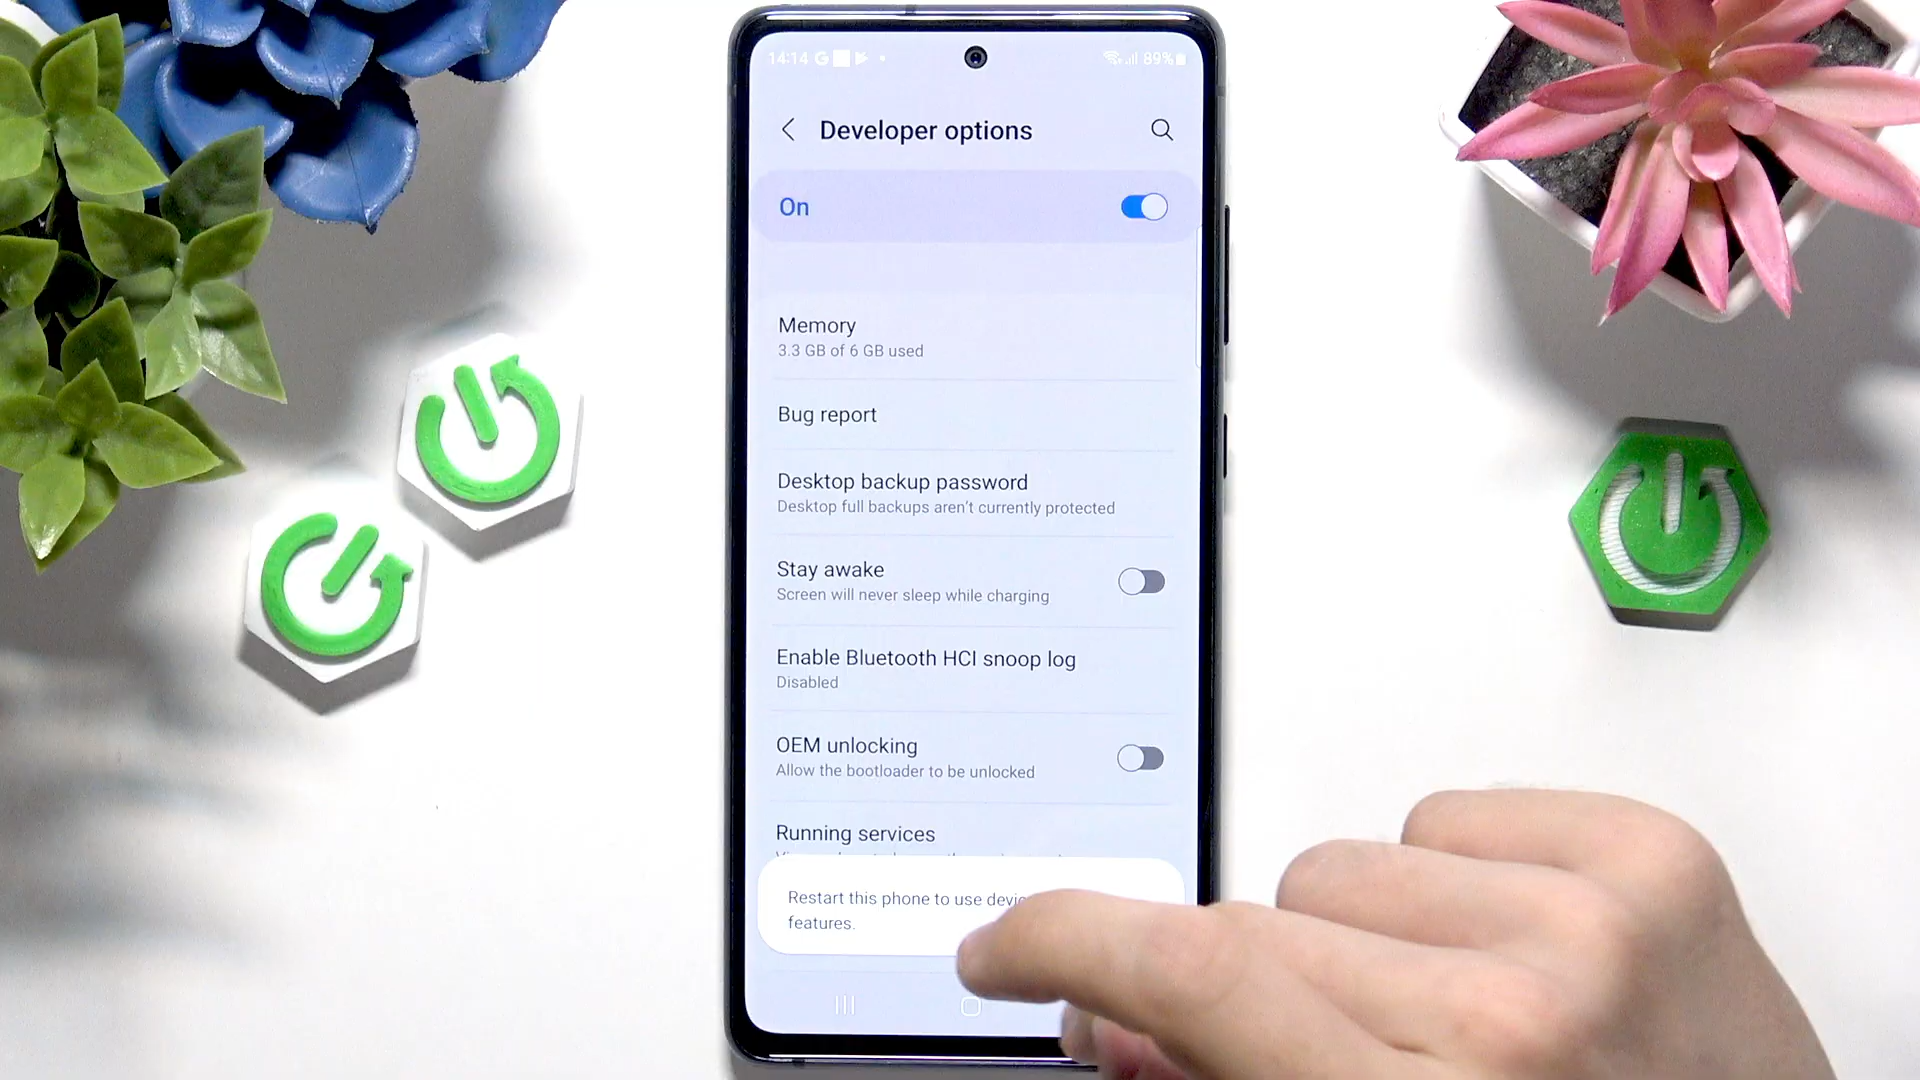 14:14 G 89%
Developer options
On
Memory
3.3 GB of 6 GB used
Bug report
Desktop backup password
Desktop full backups aren't currently protected
Stay awake
Screen will never sleep while charging
Enable Bluetooth HCI snoop log
Disabled
OEM unlocking
Allow the bootloader to be unlocked
Running services
Restart this phone to use
features.